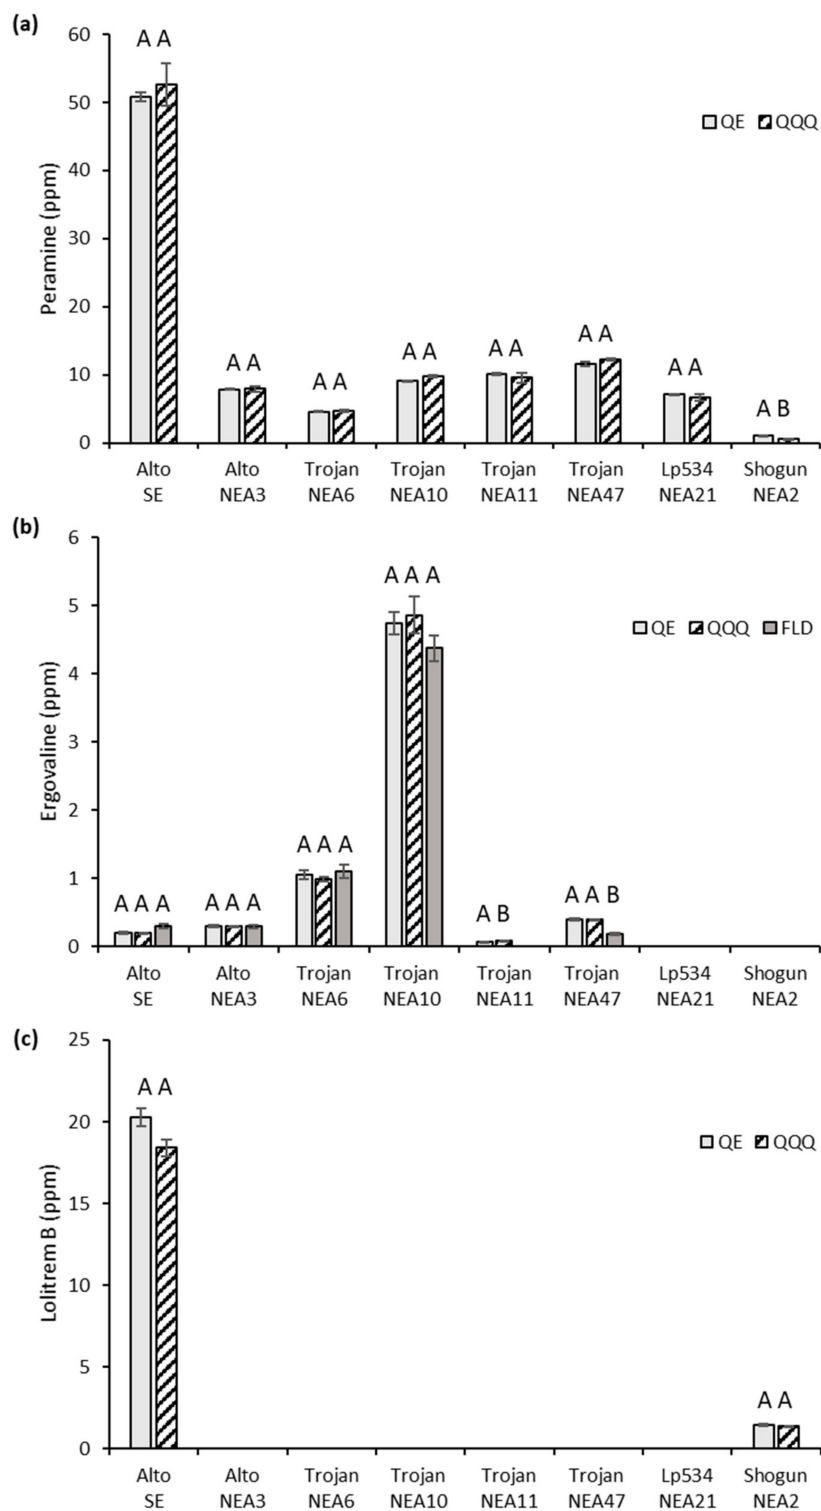 (a)
60
50
40
30
20
10
0
Peramine (ppm)
QE QQQ
A A
A A
A A
A A
A A
A A
A A
A B
Alto Alto Trojan Trojan Trojan Trojan Lp534 Shogun
SE NEA3 NEA6 NEA10 NEA11 NEA47 NEA21 NEA2
(b)
6
5
4
3
2
1
0
Ergovaline (ppm)
QE QQQ FLD
A A A
A A A
A A A
A A A
A B
A A B
Alto Alto Trojan Trojan Trojan Trojan Lp534 Shogun
SE NEA3 NEA6 NEA10 NEA11 NEA47 NEA21 NEA2
(c)
25
20
15
10
5
0
Lolitrem B (ppm)
QE QQQ
A A
A A
Alto Alto Trojan Trojan Trojan Trojan Lp534 Shogun
SE NEA3 NEA6 NEA10 NEA11 NEA47 NEA21 NEA2